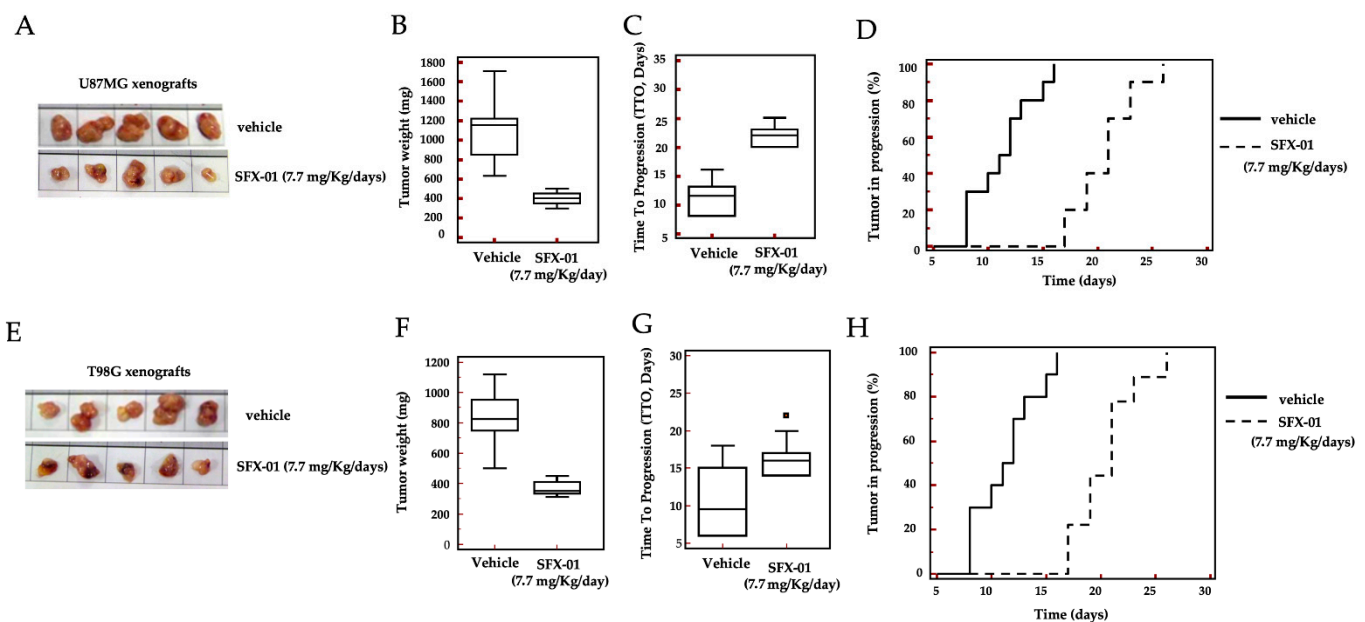 A
U87MG xenografts
vehicle
SFX-01 (7.7 mg/Kg/days)
B
Tumor weight (mg)
1800
1600
1400
1200
1000
800
600
400
200
0
Vehicle
SFX-01
(7.7 mg/Kg/day)
C
Time To Progression (TTO, Days)
35
30
25
20
15
10
5
Vehicle
SFX-01
(7.7 mg/Kg/day)
D
Tumor in progression (%)
100
80
60
40
20
0
5
10
15
20
25
30
Time (days)
vehicle
SFX-01
(7.7 mg/Kg/days)
E
T98G xenografts
vehicle
SFX-01 (7.7 mg/Kg/days)
F
Tumor weight (mg)
1200
1000
800
600
400
200
0
Vehicle
SFX-01
(7.7 mg/Kg/day)
G
Time To Progression (TTO, Days)
30
25
20
15
10
5
Vehicle
SFX-01
(7.7 mg/Kg/day)
H
Tumor in progression (%)
100
80
60
40
20
0
5
10
15
20
25
30
Time (days)
vehicle
SFX-01
(7.7 mg/Kg/days)